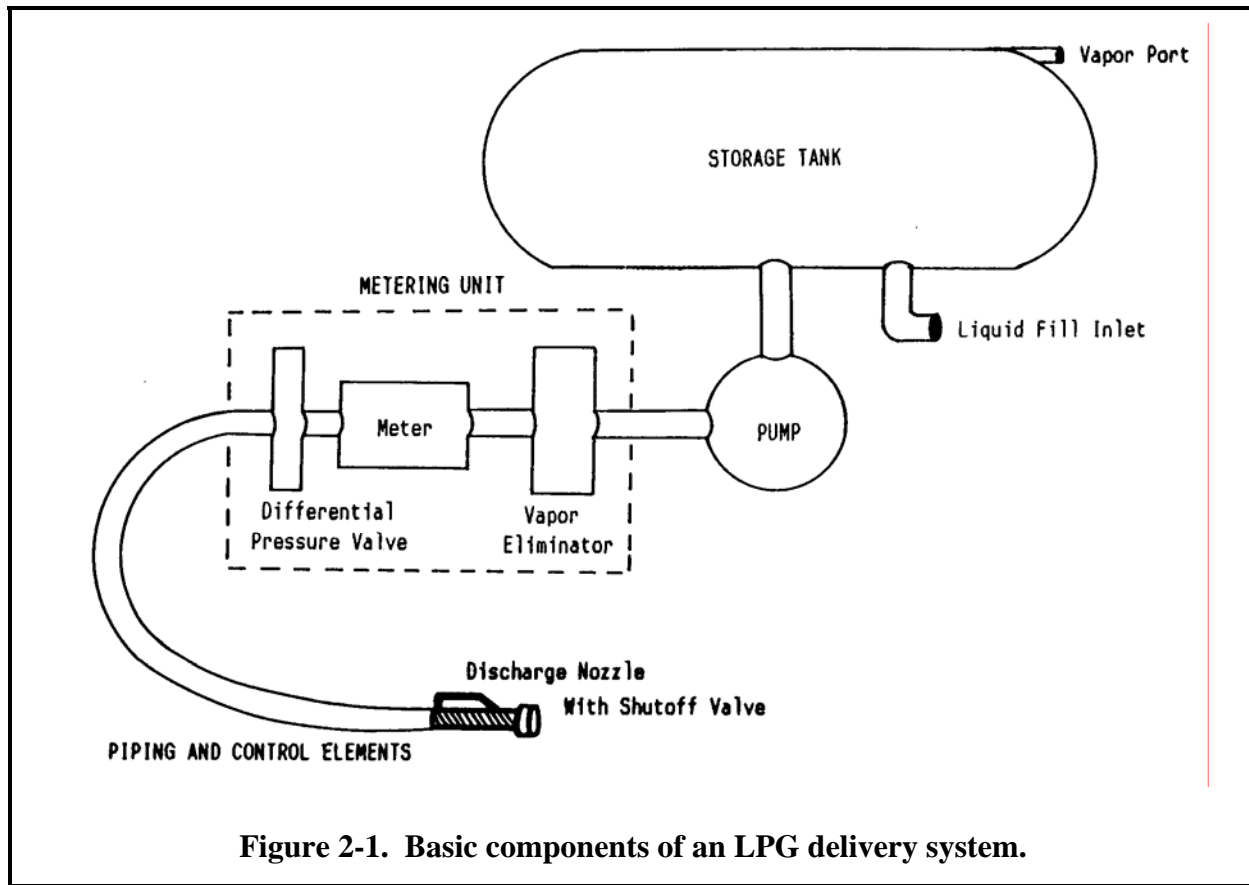 Vapor Port
STORAGE TANK
METERING UNIT
Liquid Fill Inlet
Meter
PUMP
Differential
Pressure Valve
Vapor
Eliminator
Discharge Nozzle
With Shutoff Valve
PIPING AND CONTROL ELEMENTS
Figure 2-1. Basic components of an LPG delivery system.